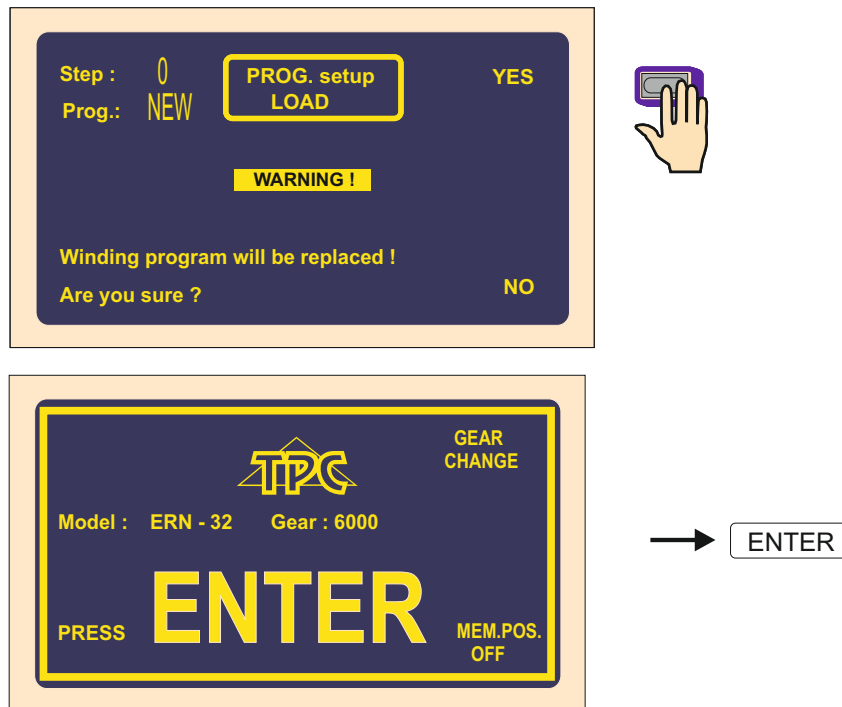 Step : 0
Prog.: NEW
PROG. setup
LOAD
YES
WARNING !
Winding program will be replaced !
Are you sure ?
NO
TPC
GEAR
CHANGE
Model : ERN - 32 Gear : 6000
PRESS ENTER
MEM.POS.
OFF
ENTER